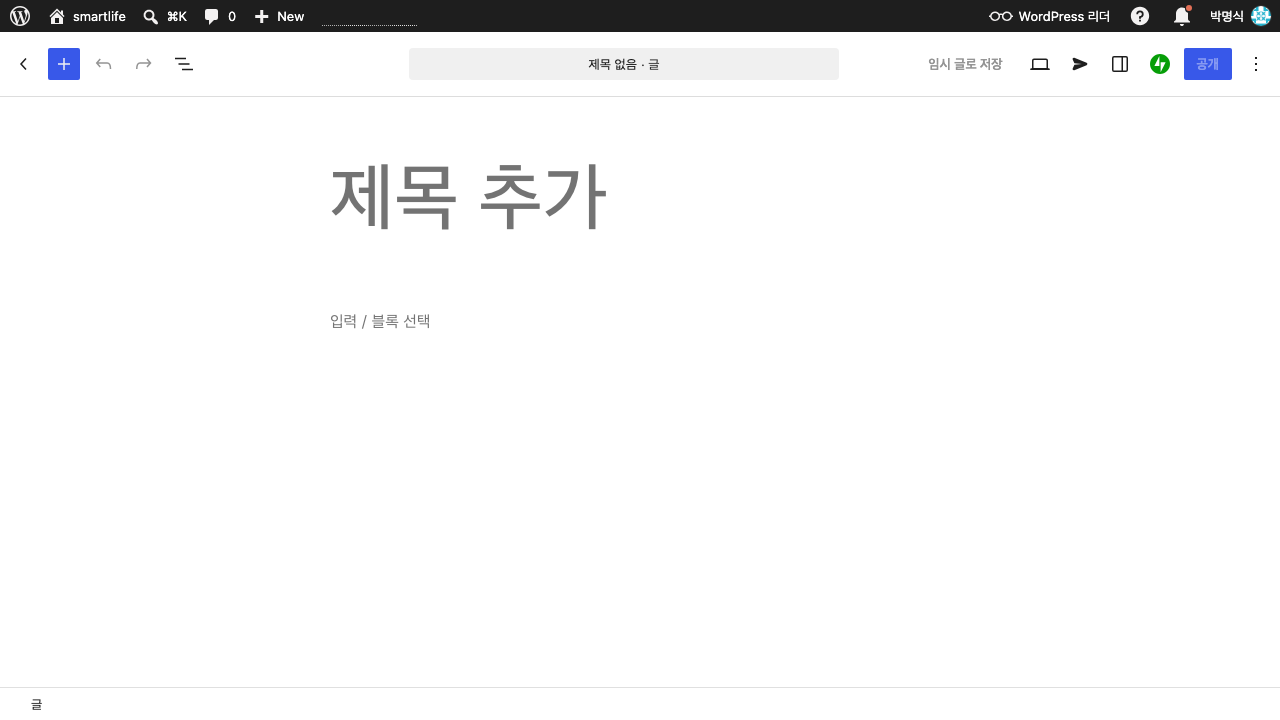 smartlife ⌘K 0 New WordPress 리더 박명식
제목 없음 · 글 임시 글로 저장 공개
제목 추가
입력 / 블록 선택
글